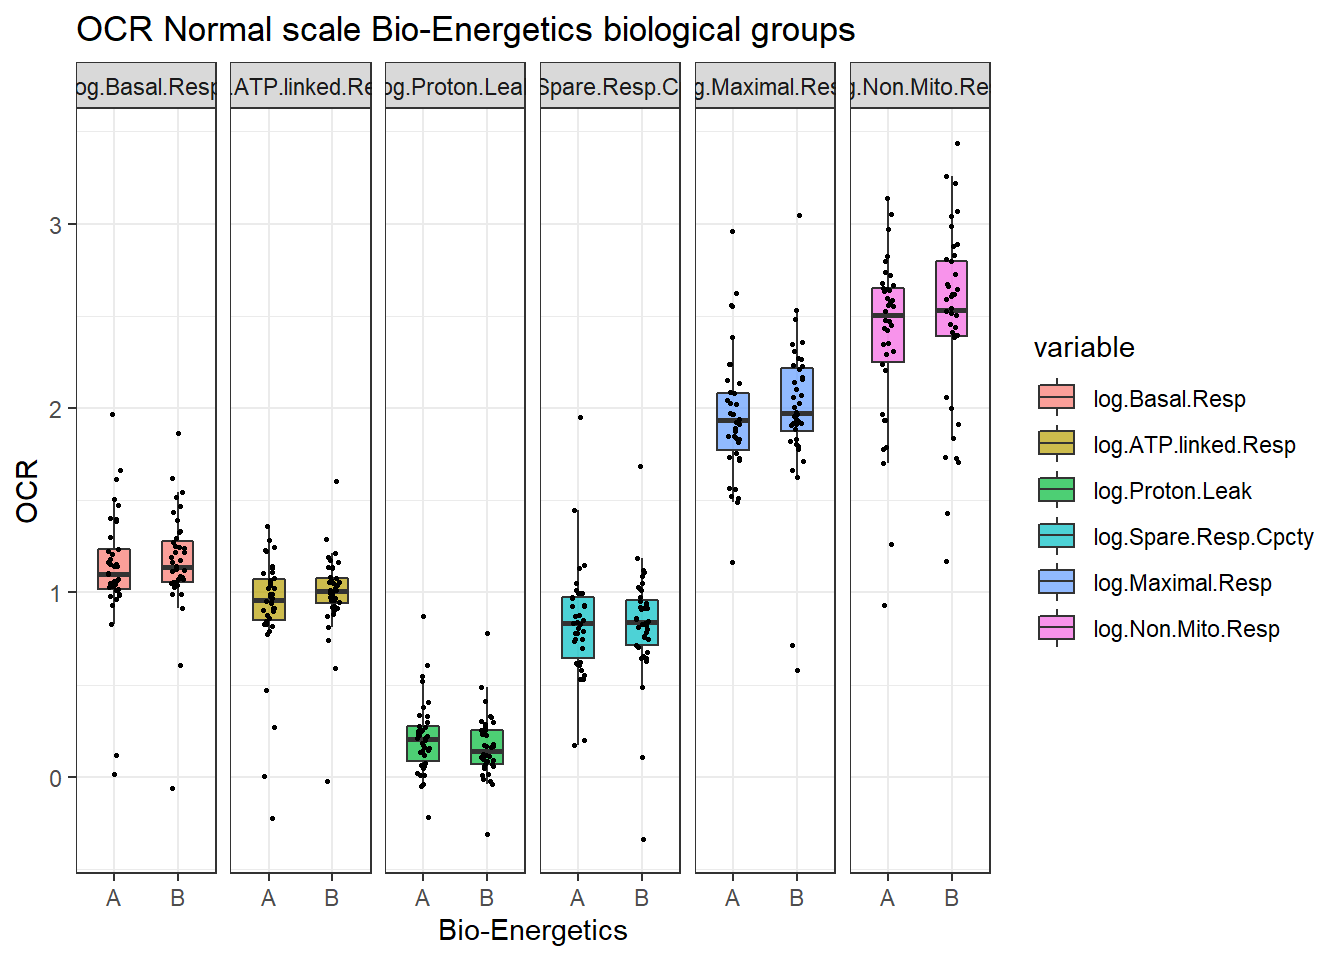 OCR Normal scale Bio-Energetics biological groups
og.Basal.Resp
.ATP.linked.Re
og.Proton.Lea
Spare.Resp.C
g.Maximal.Res
g.Non.Mito.Re
3
2
1
0
OCR
A B A B A B A B A B A B
Bio-Energetics
variable
log.Basal.Resp
log.ATP.linked.Resp
log.Proton.Leak
log.Spare.Resp.Cpcty
log.Maximal.Resp
log.Non.Mito.Resp